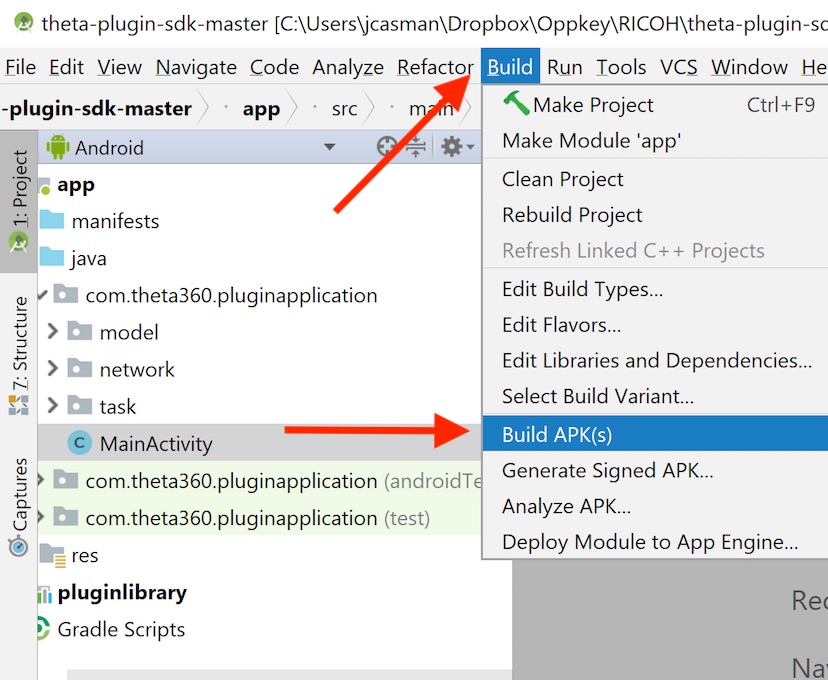 theta-plugin-sdk-master [C:\Users\jcasman\Dropbox\Oppkey\RICOH\theta-plugin-sd
File Edit View Navigate Code Analyze Refactor Build Run Tools VCS Window He
-plugin-sdk-master app src main
1: Project
7: Structure
Captures
Android
app
manifests
java
com.theta360.pluginapplication
model
network
task
C MainActivity
com.theta360.pluginapplication (androidTe
com.theta360.pluginapplication (test)
res
pluginlibrary
Gradle Scripts
Make Project Ctrl+F9
Make Module 'app'
Clean Project
Rebuild Project
Refresh Linked C++ Projects
Edit Build Types...
Edit Flavors...
Edit Libraries and Dependencies...
Select Build Variant...
Build APK(s)
Generate Signed APK...
Analyze APK...
Deploy Module to App Engine...
Rec
Nav